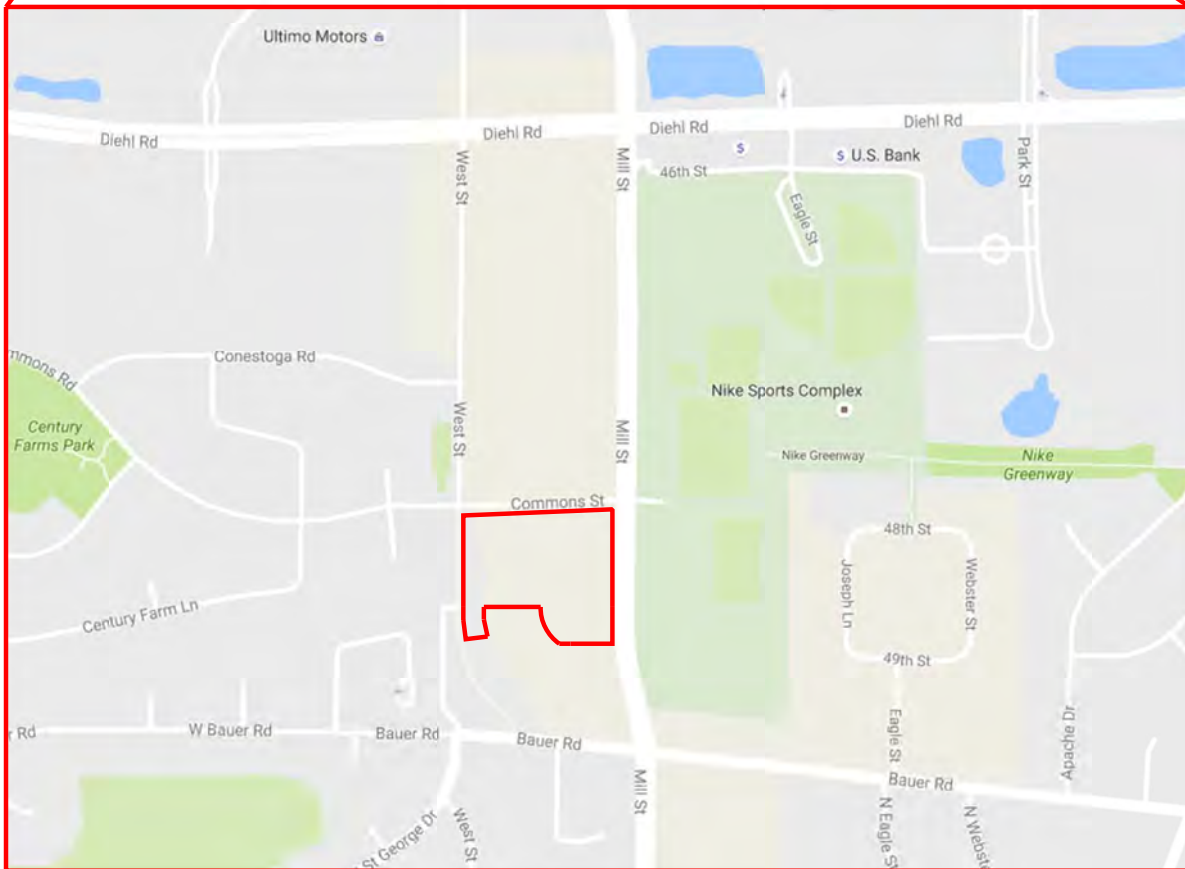 Ultimo Motors
Diehl Rd
Diehl Rd
Diehl Rd
Diehl Rd
$
$ U.S. Bank
West St
Mill St
46th St
Park St
Eagle St
Conestoga Rd
mmons Rd
Nike Sports Complex
Century
Farms Park
West St
Mill St
Nike Greenway
Nike
Greenway
Commons St
48th St
Joseph Ln
Webster St
Century Farm Ln
49th St
r Rd
W Bauer Rd
Bauer Rd
Bauer Rd
Eagle St
Apache Dr
Mill St
Bauer Rd
St George Dr
West St
N Eagle St
N Webste